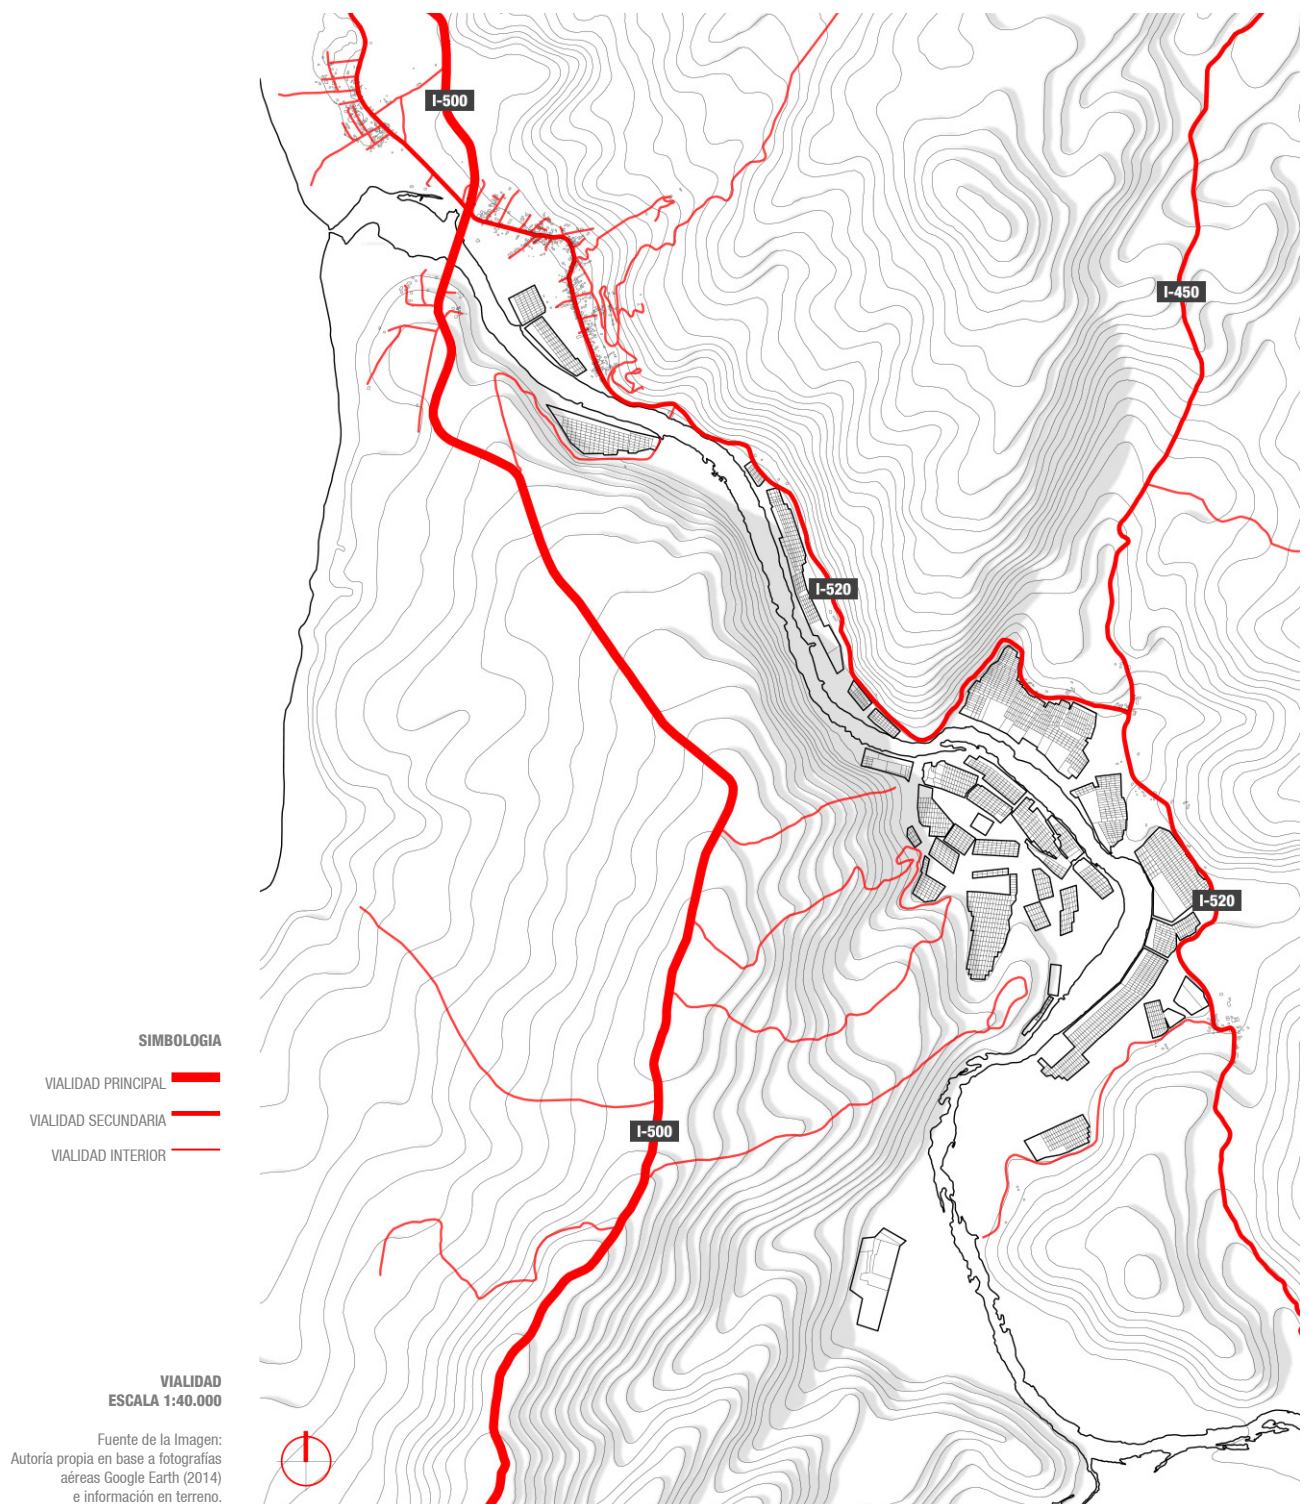 I-500
I-450
I-520
I-520
I-500
SIMBOLOGIA
VIALIDAD PRINCIPAL
VIALIDAD SECUNDARIA
VIALIDAD INTERIOR
VIALIDAD
ESCALA 1:40.000
Fuente de la Imagen:
Autoría propia en base a fotografías
aéreas Google Earth (2014)
e información en terreno.